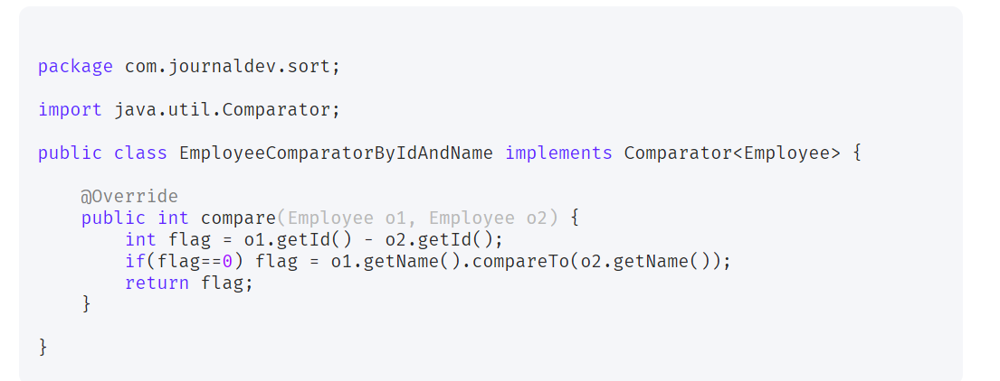 package com.journaldev.sort;
import java.util.Comparator;
public class EmployeeComparatorByIdAndName implements Comparator<Employee> {
@Override
public int compare(Employee o1, Employee o2) {
int flag = o1.getId() - o2.getId();
if(flag==0) flag = o1.getName().compareTo(o2.getName());
return flag;
}
}